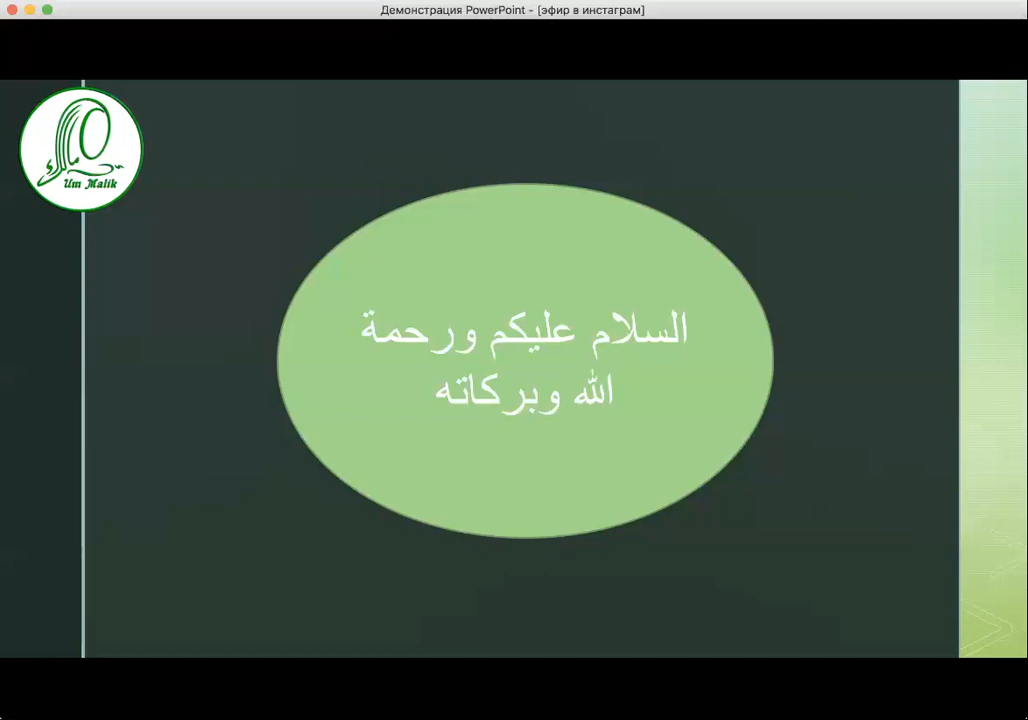 Демонстрация PowerPoint - [эфир в инстаграм]
Um Malik
السلام عليكم ورحمة
الله وبركاته